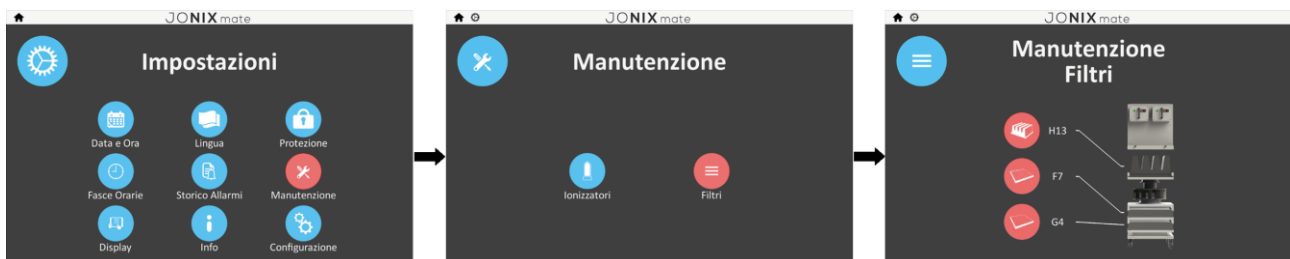 JONIX mate
Impostazioni
Data e Ora
Lingua
Protezione
Fasce Orarie
Storico Allarmi
Manutenzione
Display
Info
Configurazione
JONIX mate
Manutenzione
Ionizzatori
Filtri
JONIX mate
Manutenzione
Filtri
H13
F7
G4